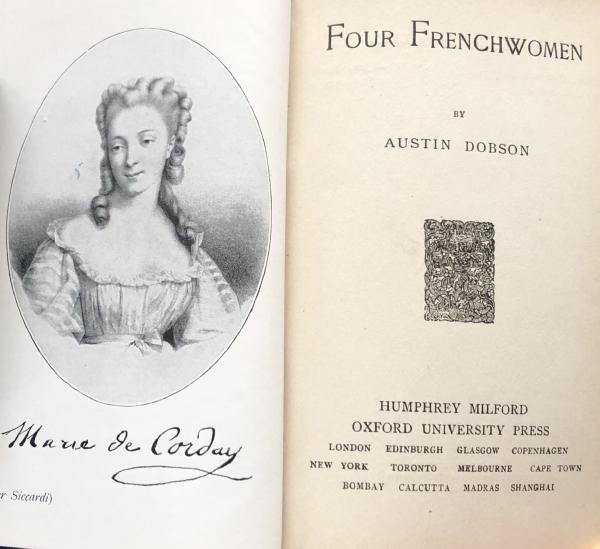 Marie de Corday
er Siccardi)
FOUR FRENCHWOMEN
BY
AUSTIN DOBSON
HUMPHREY MILFORD
OXFORD UNIVERSITY PRESS
LONDON EDINBURGH GLASGOW COPENHAGEN
NEW YORK TORONTO MELBOURNE CAPE TOWN
BOMBAY CALCUTTA MADRAS SHANGHAI